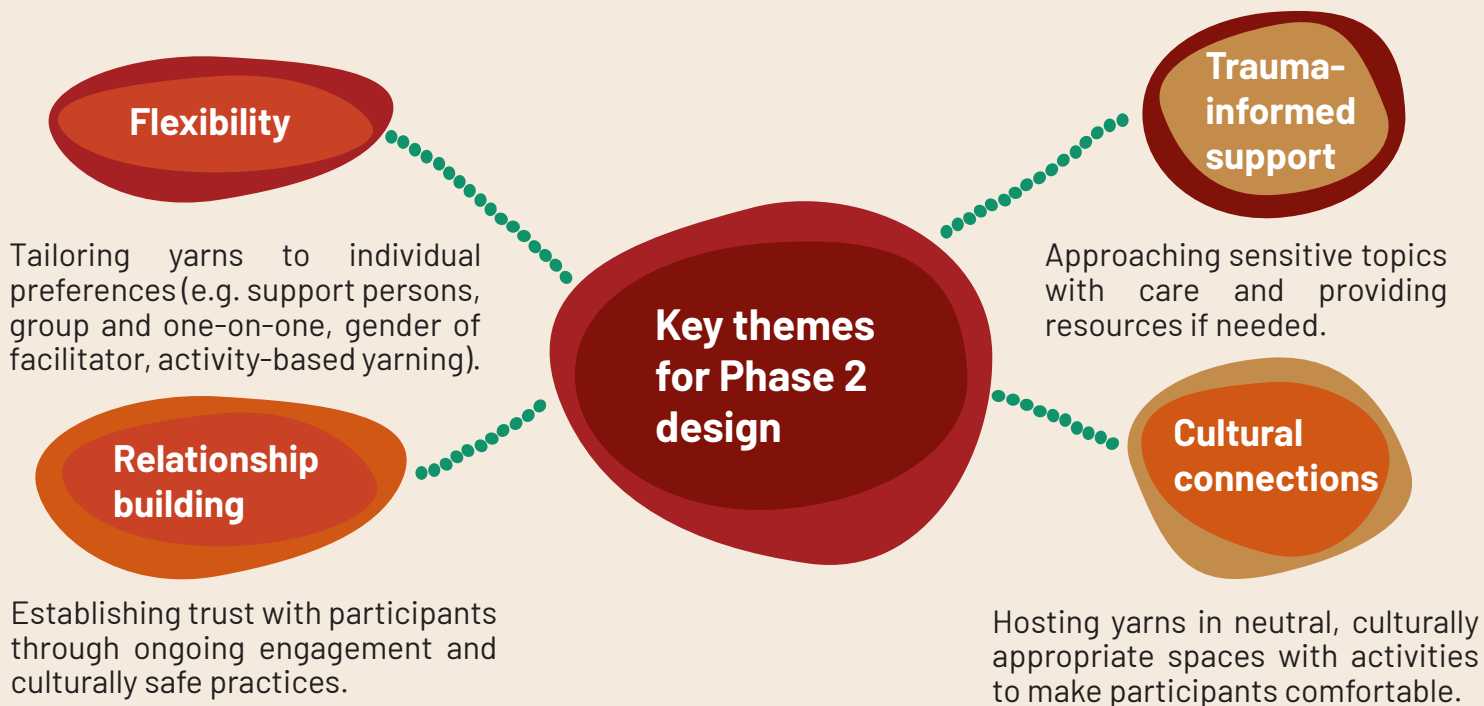 Flexibility
Tailoring yarns to individual
preferences (e.g. support persons,
group and one-on-one, gender of
facilitator, activity-based yarning).
Relationship
building
Establishing trust with participants
through ongoing engagement and
culturally safe practices.
Key themes
for Phase 2
design
Trauma-
informed
support
Approaching sensitive topics
with care and providing
resources if needed.
Cultural
connections
Hosting yarns in neutral, culturally
appropriate spaces with activities
to make participants comfortable.